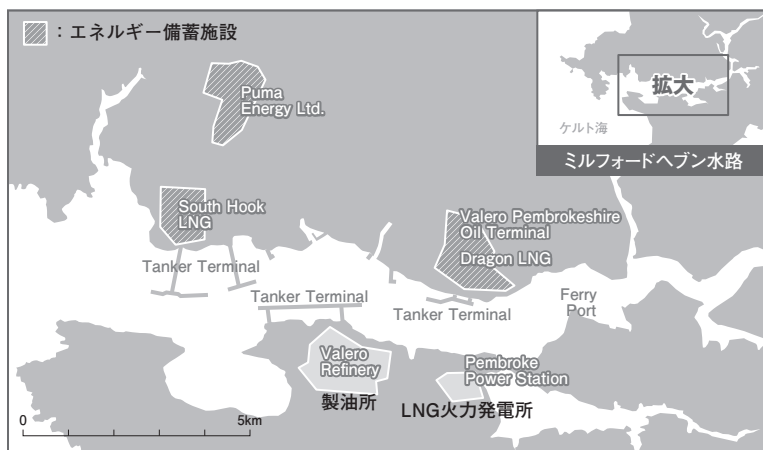 ：エネルギー備蓄施設
Puma
Energy Ltd.
拡大
ケルト海
ミルフォードヘブン水路
South Hook
LNG
Valero Pembrokeshire
Oil Terminal
Dragon LNG
Tanker Terminal
Tanker Terminal
Tanker Terminal
Ferry
Port
Valero
Refinery
製油所
Pembroke
Power Station
LNG火力発電所
0
5km